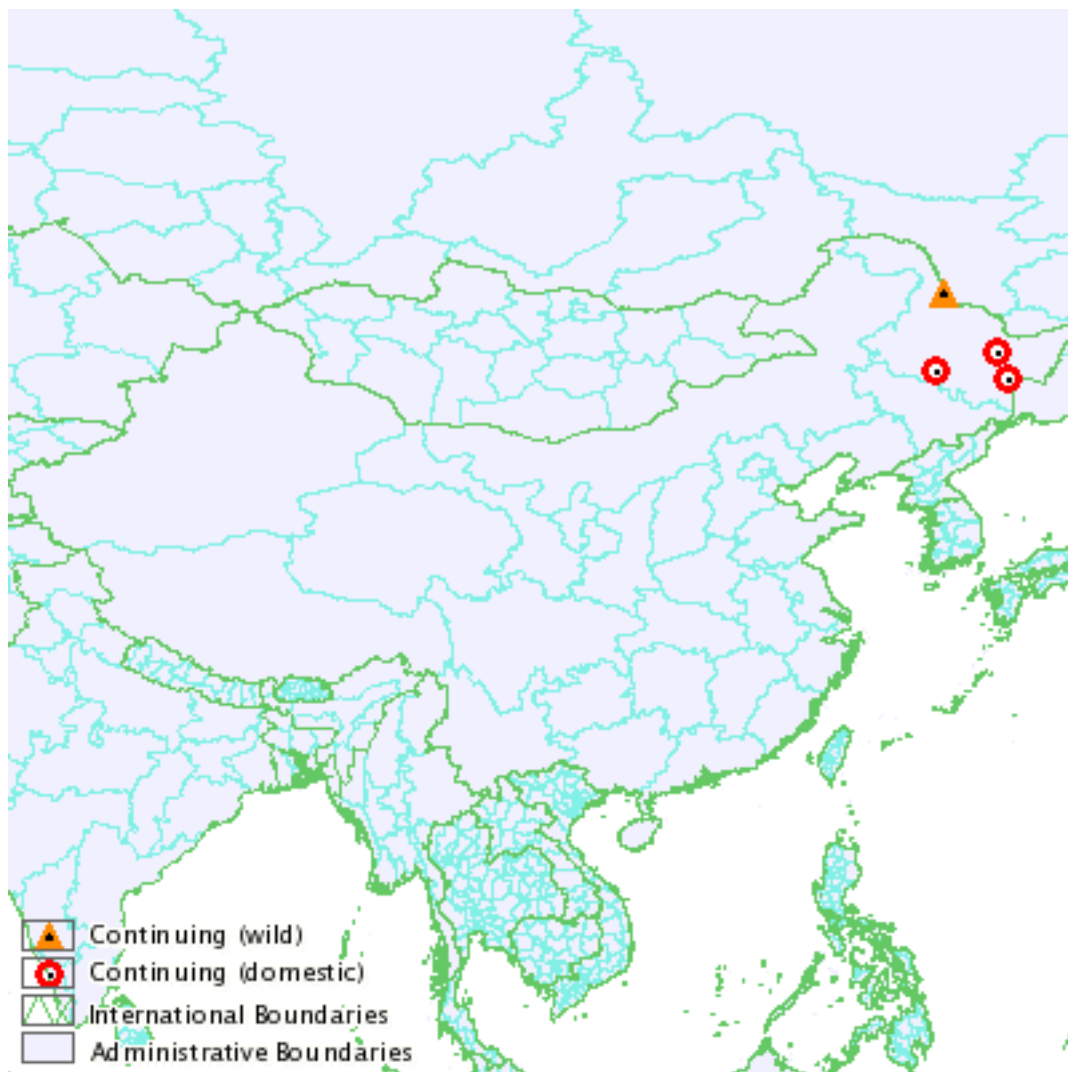 Continuing (wild)
Continuing (domestic)
International Boundaries
Administrative Boundaries